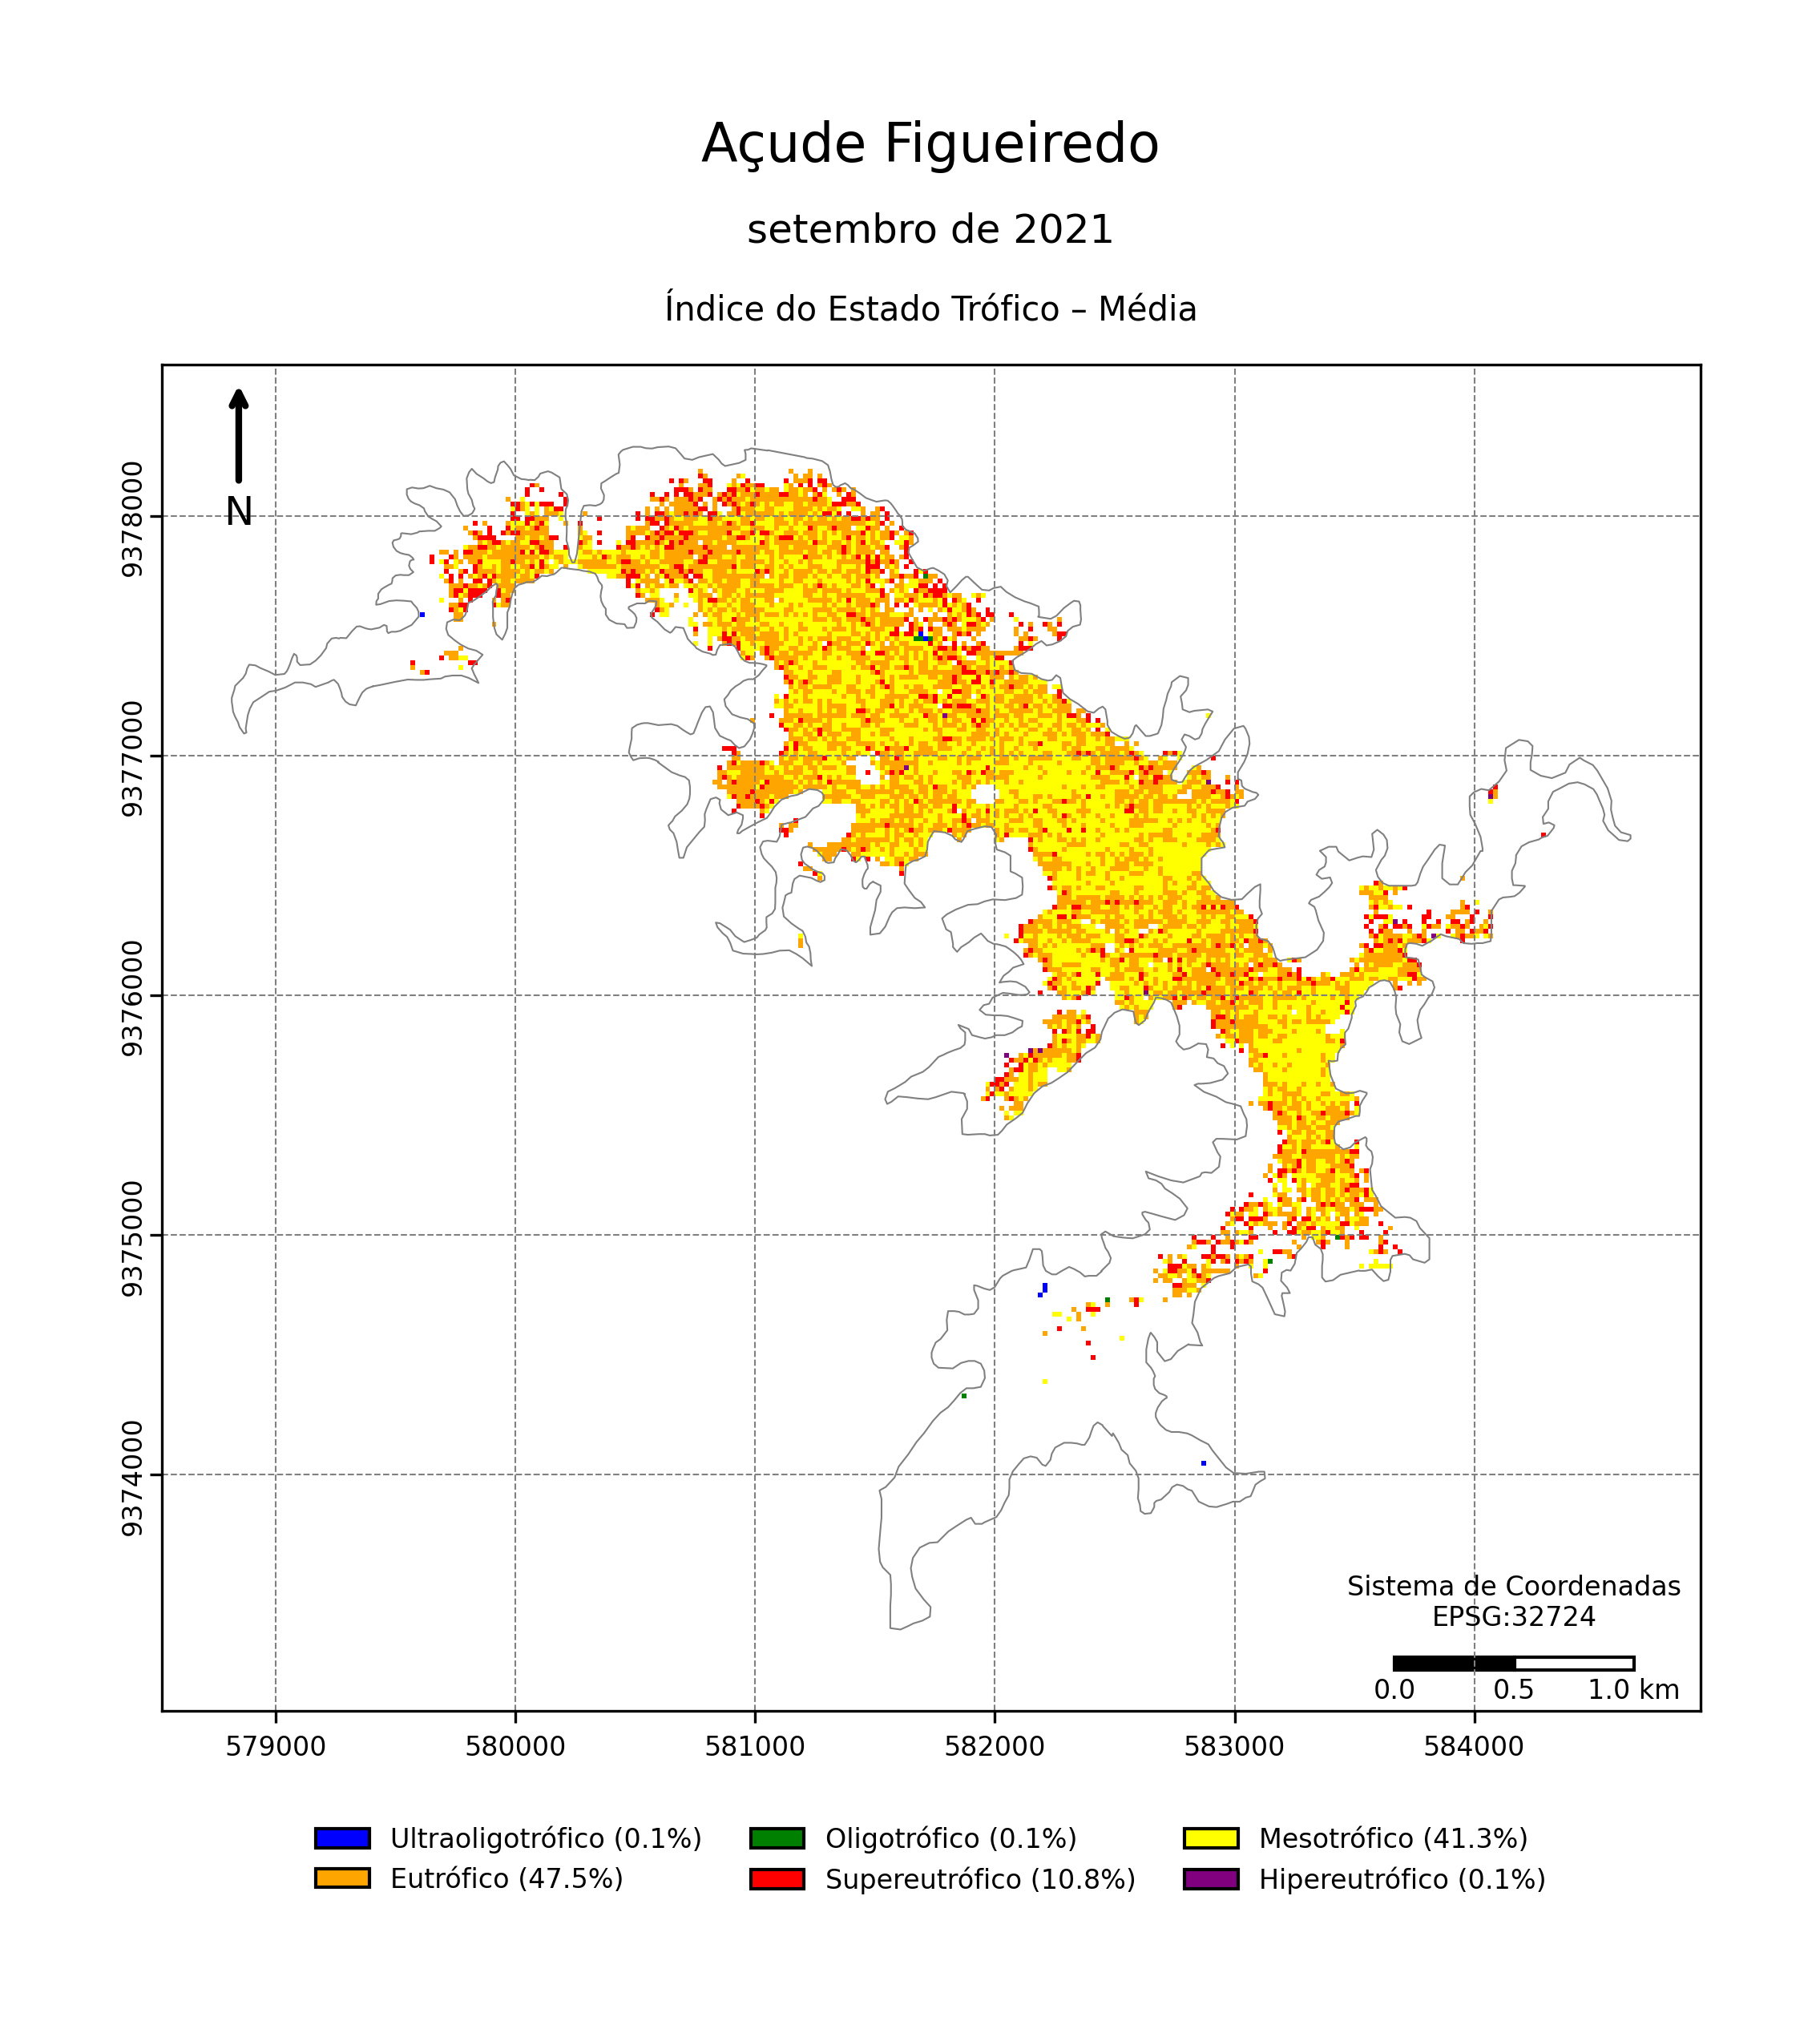 Açude Figueiredo
setembro de 2021
Índice do Estado Trófico – Média
N
9378000
9377000
9376000
9375000
9374000
Sistema de Coordenadas
EPSG:32724
0.0 0.5 1.0 km
579000 580000 581000 582000 583000 584000
Ultraoligotrófico (0.1%) Oligotrófico (0.1%) Mesotrófico (41.3%)
Eutrófico (47.5%) Supereutrófico (10.8%) Hipereutrófico (0.1%)